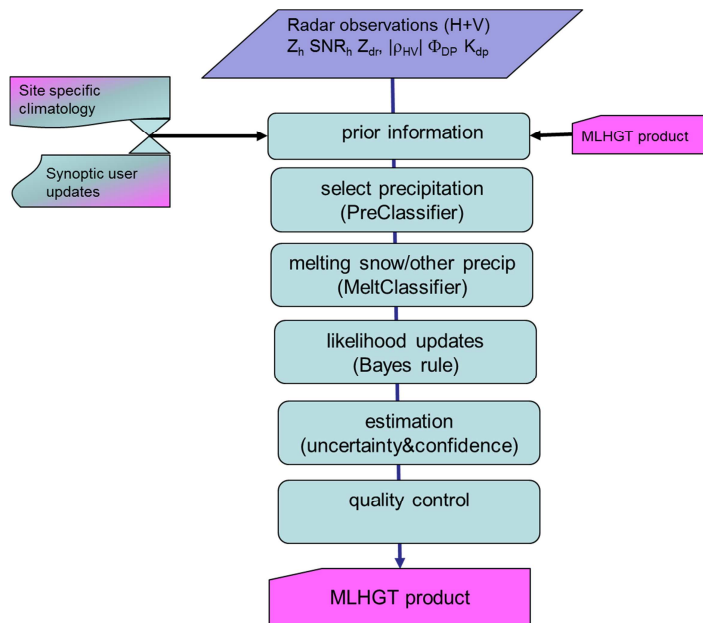 Radar observations (H+V)
Zh SNRh Zdr, |ρHV| ΦDP Kdp
Site specific
climatology
prior information
MLHGT product
Synoptic user
updates
select precipitation
(PreClassifier)
melting snow/other precip
(MeltClassifier)
likelihood updates
(Bayes rule)
estimation
(uncertainty&confidence)
quality control
MLHGT product